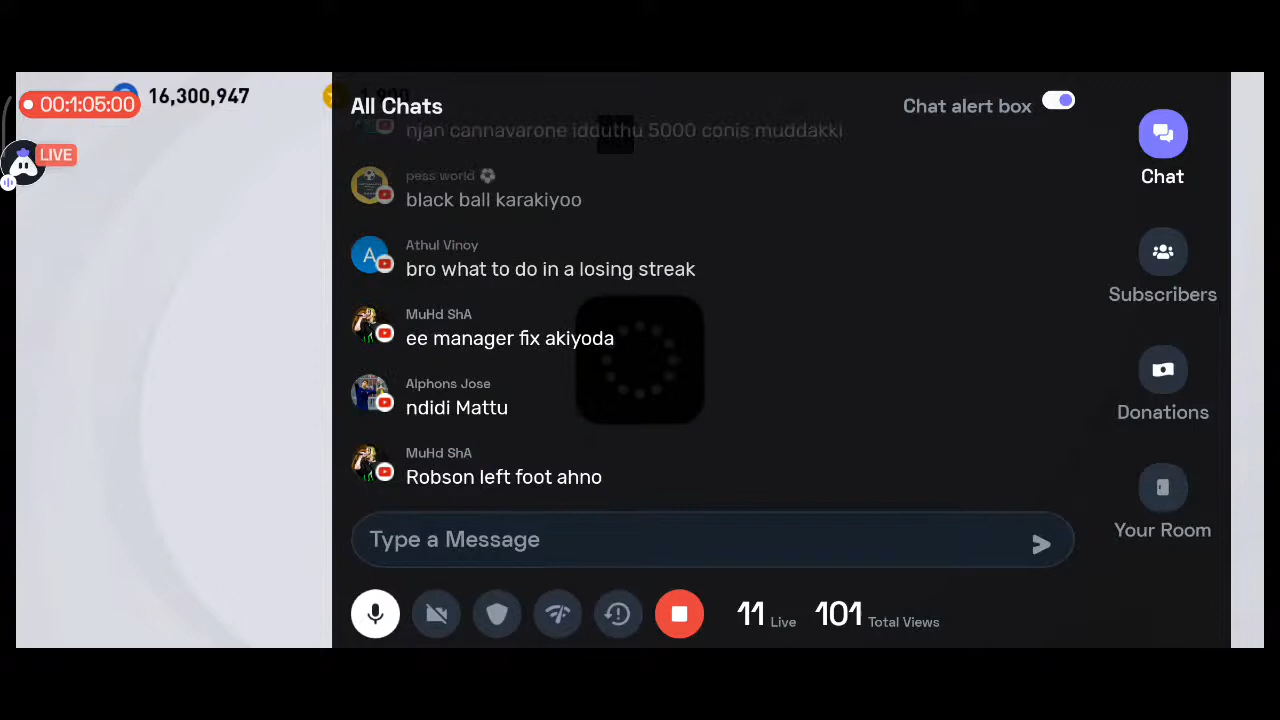 16,300,947
1,900
00:1:05:00
LIVE
All Chats
Chat alert box
njan cannavarone idduthu 5000 conis muddakki
pess world ⚽
black ball karakiyoo
Athul Vinoy
A
bro what to do in a losing streak
MuHd ShA
ee manager fix akiyoda
Alphons Jose
ndidi Mattu
MuHd ShA
Robson left foot ahno
Type a Message
11 Live 101 Total Views
Chat
Subscribers
Donations
Your Room